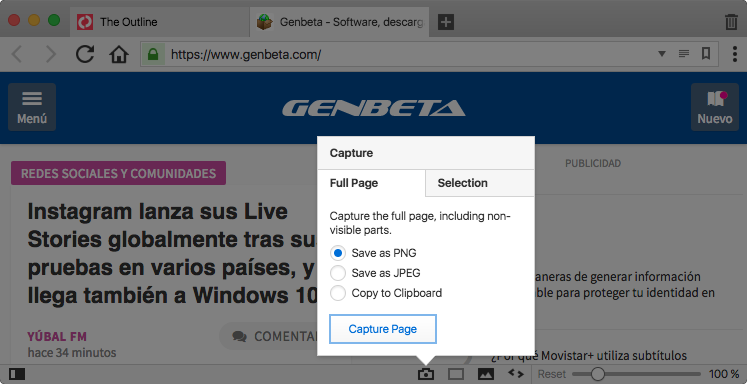 The Outline
Genbeta - Software, descarg
https://www.genbeta.com/
Menú
GENBETA
Nuevo
REDES SOCIALES Y COMUNIDADES
Instagram lanza sus Live
Stories globalmente tras su
pruebas en varios países, y
llega también a Windows 10
YÚBAL FM
hace 34 minutos
COMENTA
Capture
Full Page
Selection
Capture the full page, including non-
visible parts.
Save as PNG
Save as JPEG
Copy to Clipboard
Capture Page
PUBLICIDAD
aneras de generar información
ble para proteger tu identidad en
¿Por qué Movistar+ utiliza subtítulos
Reset
100 %